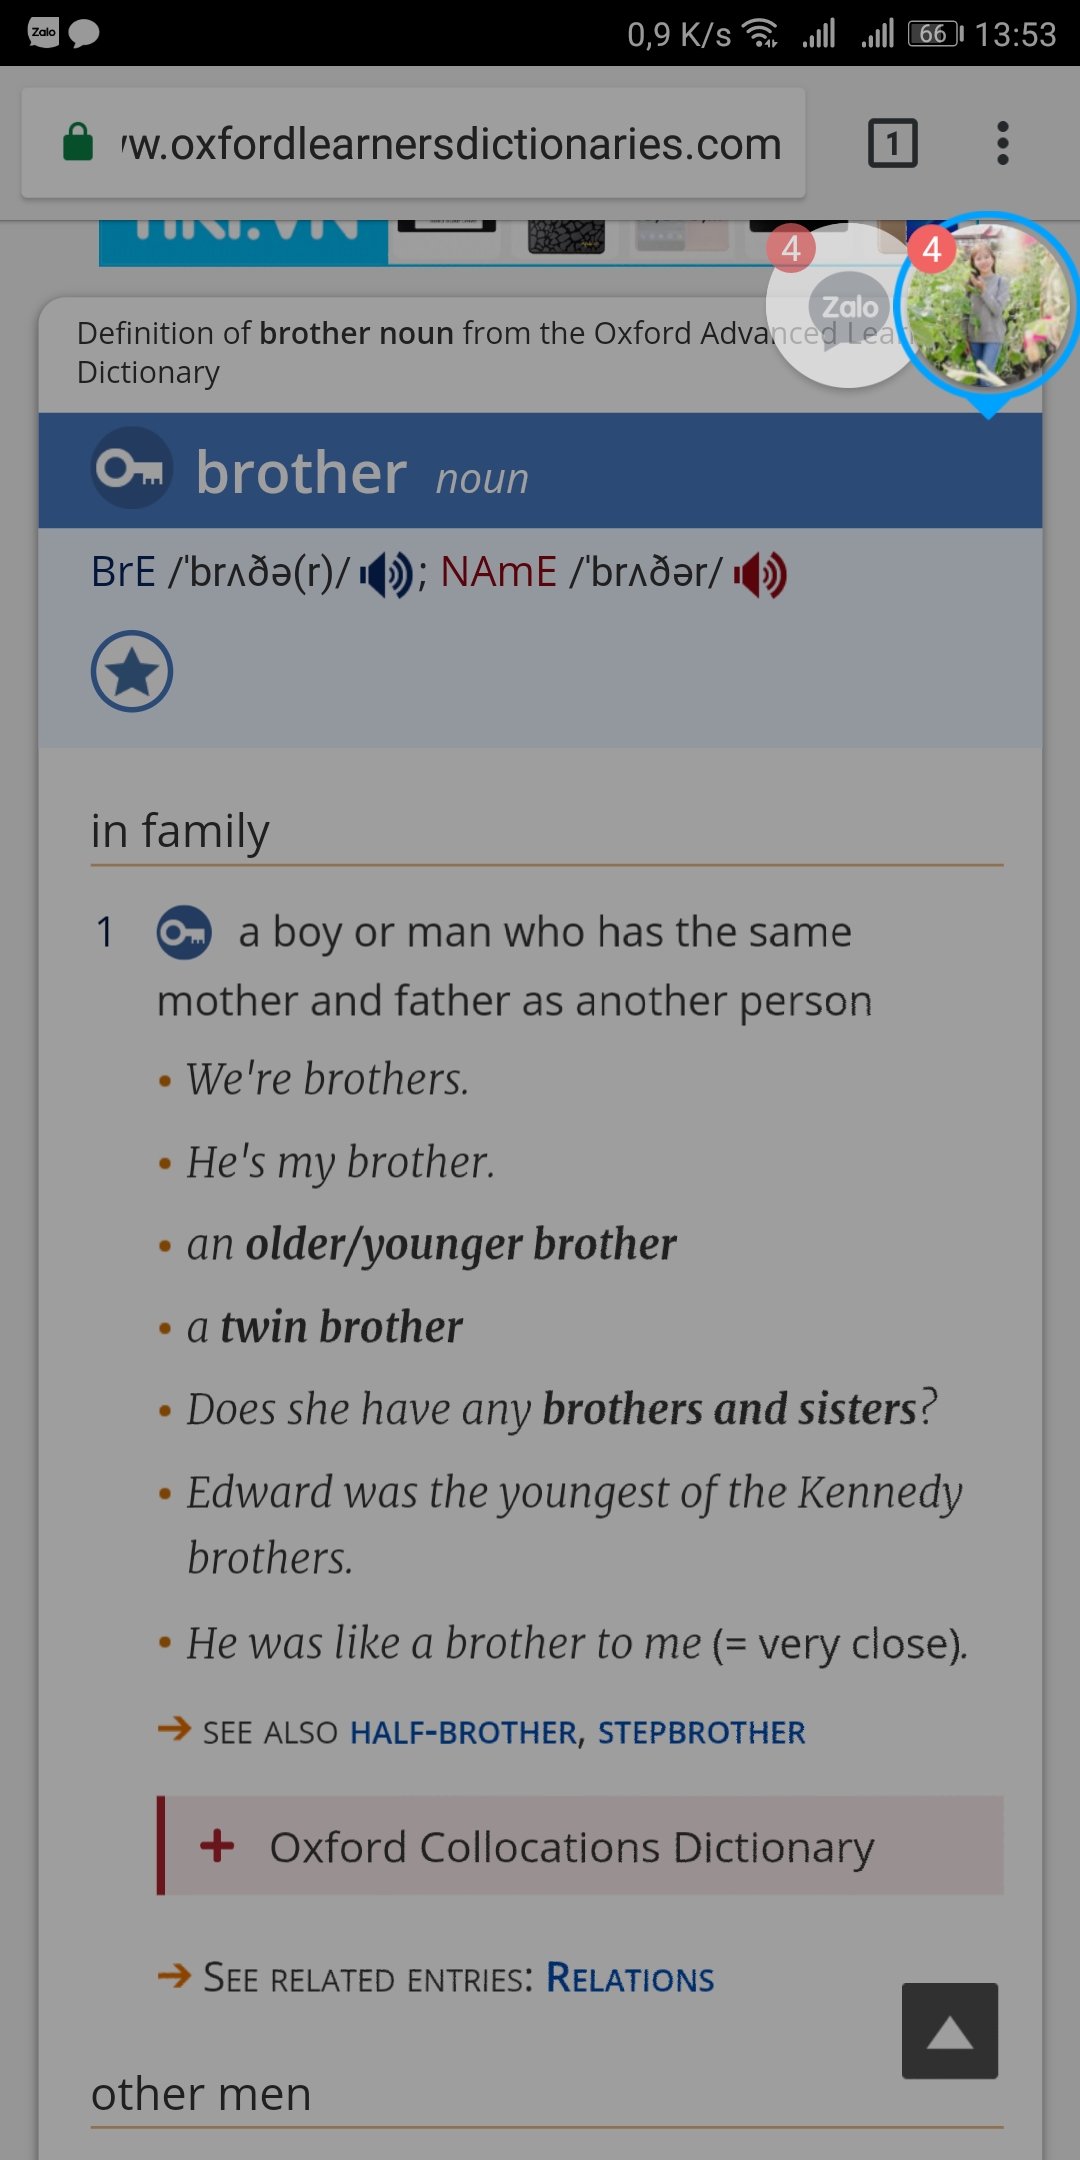 Zalo 0,9 K/s 66 13:53
w.oxfordlearnersdictionaries.com 1
TIKI.VN
4 4
Zalo
Definition of brother noun from the Oxford Advanced
Dictionary
brother noun
BrE /ˈbrʌðə(r)/ ; NAmE /ˈbrʌðər/
in family
1 a boy or man who has the same
mother and father as another person
• We're brothers.
• He's my brother.
• an older/younger brother
• a twin brother
• Does she have any brothers and sisters?
• Edward was the youngest of the Kennedy
brothers.
• He was like a brother to me (= very close).
➔ SEE ALSO HALF-BROTHER, STEPBROTHER
+ Oxford Collocations Dictionary
➔ SEE RELATED ENTRIES: RELATIONS
other men